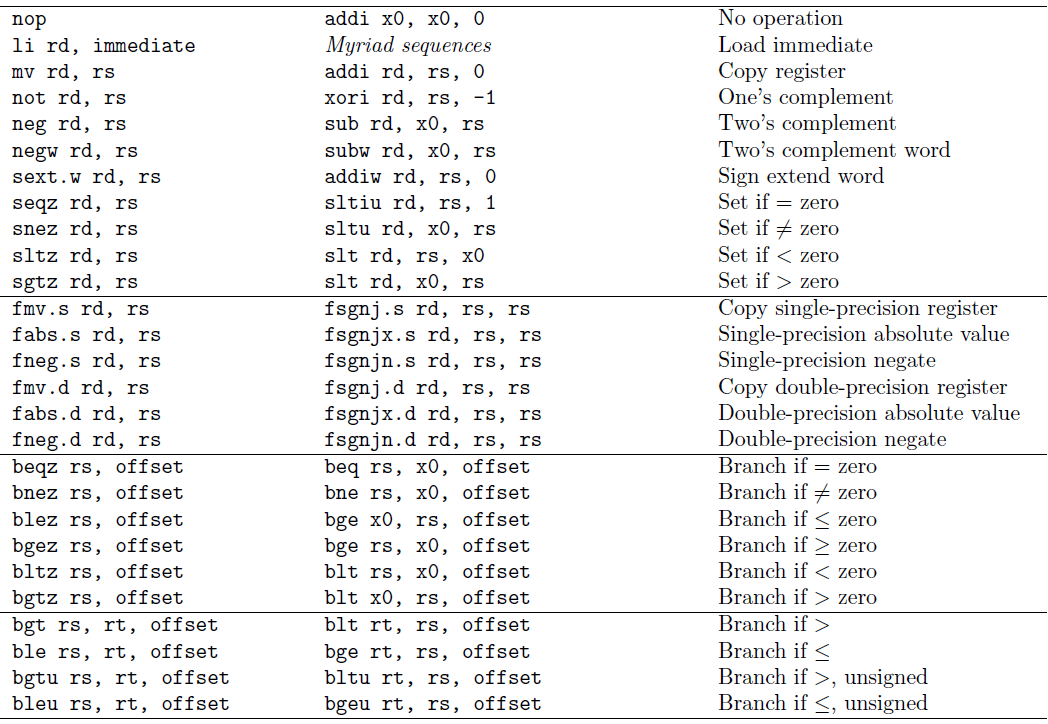 nop addi x0, x0, 0 No operation
li rd, immediate Myriad sequences Load immediate
mv rd, rs addi rd, rs, 0 Copy register
not rd, rs xori rd, rs, -1 One's complement
neg rd, rs sub rd, x0, rs Two's complement
negw rd, rs subw rd, x0, rs Two's complement word
sext.w rd, rs addiw rd, rs, 0 Sign extend word
seqz rd, rs sltiu rd, rs, 1 Set if = zero
snez rd, rs sltu rd, x0, rs Set if ≠ zero
sltz rd, rs slt rd, rs, x0 Set if < zero
sgtz rd, rs slt rd, x0, rs Set if > zero
fmv.s rd, rs fsgnj.s rd, rs, rs Copy single-precision register
fabs.s rd, rs fsgnjx.s rd, rs, rs Single-precision absolute value
fneg.s rd, rs fsgnjn.s rd, rs, rs Single-precision negate
fmv.d rd, rs fsgnj.d rd, rs, rs Copy double-precision register
fabs.d rd, rs fsgnjx.d rd, rs, rs Double-precision absolute value
fneg.d rd, rs fsgnjn.d rd, rs, rs Double-precision negate
beqz rs, offset beq rs, x0, offset Branch if = zero
bnez rs, offset bne rs, x0, offset Branch if ≠ zero
blez rs, offset bge x0, rs, offset Branch if ≤ zero
bgez rs, offset bge rs, x0, offset Branch if ≥ zero
bltz rs, offset blt rs, x0, offset Branch if < zero
bgtz rs, offset blt x0, rs, offset Branch if > zero
bgt rs, rt, offset blt rt, rs, offset Branch if >
ble rs, rt, offset bge rt, rs, offset Branch if ≤
bgtu rs, rt, offset bltu rt, rs, offset Branch if >, unsigned
bleu rs, rt, offset bgeu rt, rs, offset Branch if ≤, unsigned